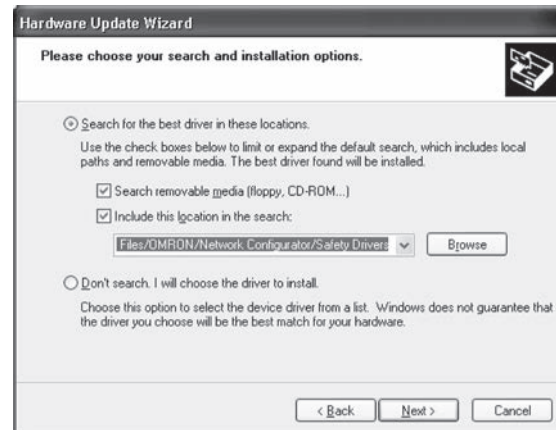 Hardware Update Wizard
Please choose your search and installation options.
Search for the best driver in these locations.
Use the check boxes below to limit or expand the default search, which includes local
paths and removable media. The best driver found will be installed.
Search removable media (floppy, CD-ROM...)
Include this location in the search:
Files/OMRON/Network Configurator/Safety Drivers
Browse
Don't search. I will choose the driver to install.
Choose this option to select the device driver from a list. Windows does not guarantee that
the driver you choose will be the best match for your hardware.
< Back Next > Cancel